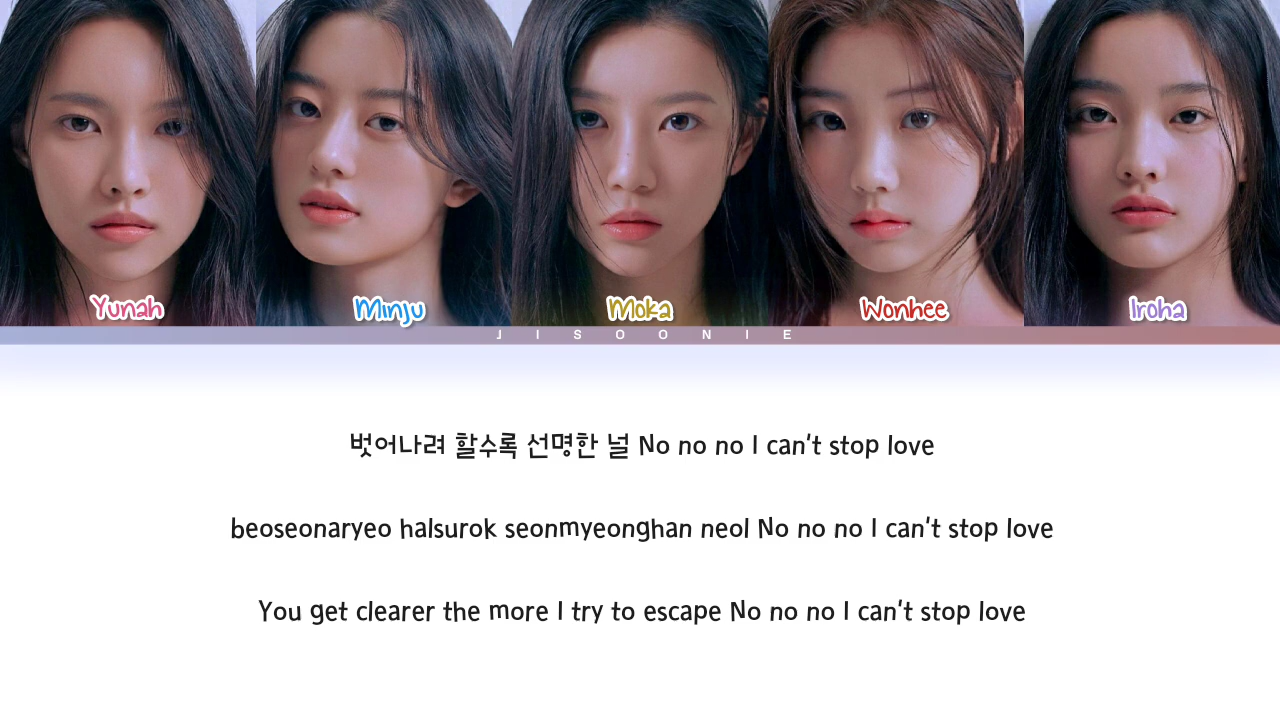 Yunah Minju Moka Wonhee Iroha
JISOONIE
벗어나려 할수록 선명한 널 No no no I can't stop love
beoseonaryeo halsurok seonmyeonghan neol No no no I can't stop love
You get clearer the more I try to escape No no no I can't stop love